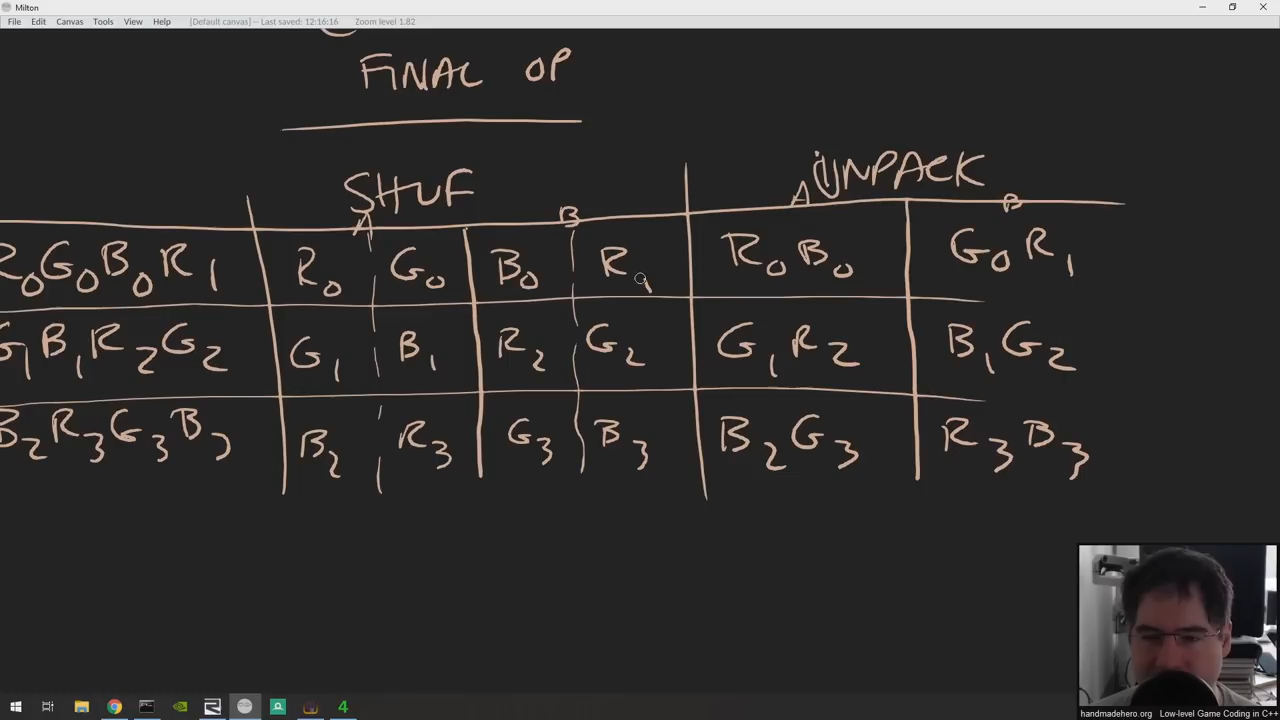 Milton
File Edit Canvas Tools View Help [Default canvas] -- Last saved: 12:16:16 Zoom level 1.82
FINAL OP
SHUF UNPACK
A B A B
R0G0B0R1 R0 G0 B0 R1 R0B0 G0R1
G1B1R2G2 G1 B1 R2 G2 G1R2 B1G2
B2R3G3B3 B2 R3 G3 B3 B2G3 R3B3
4
handmadehero.org Low-level Game Coding in C++